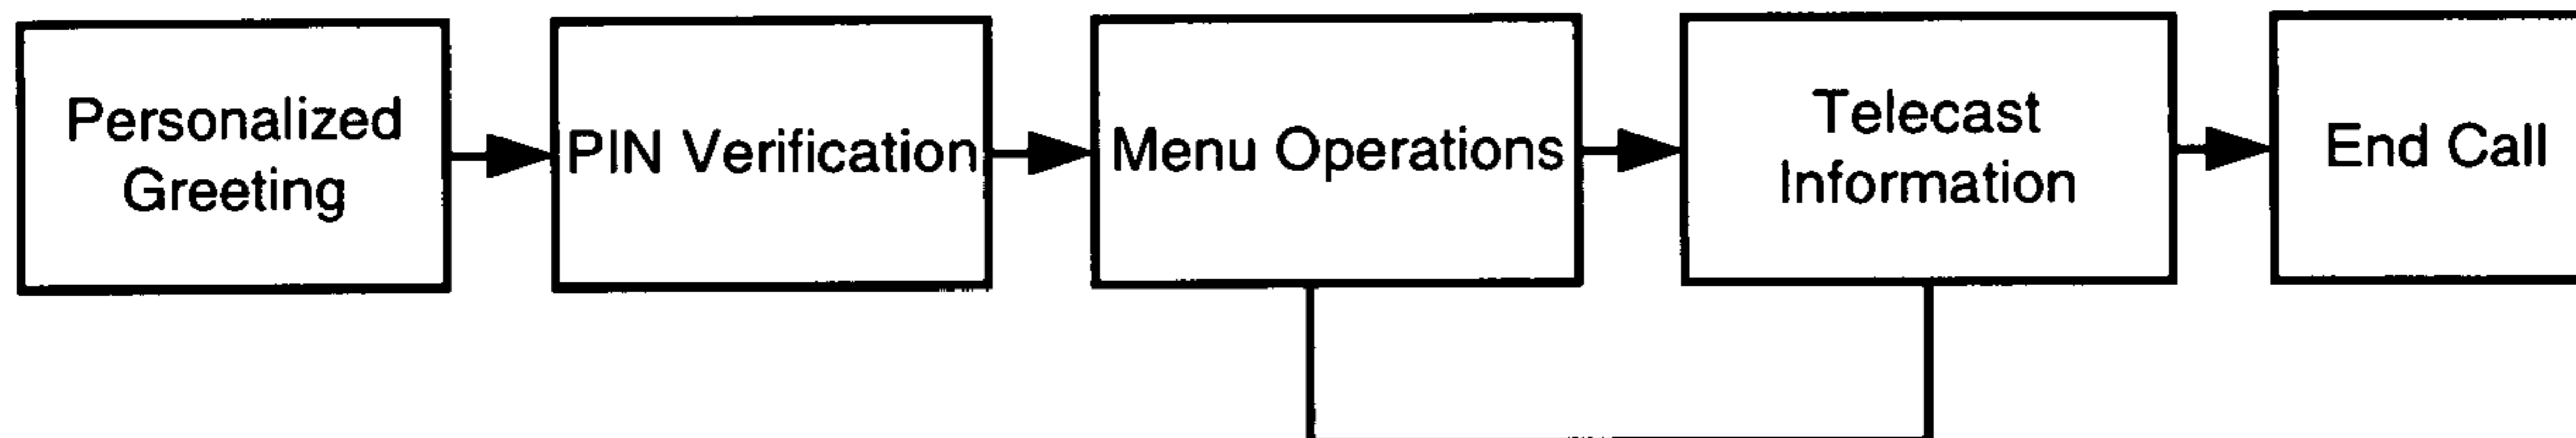 Personalized
Greeting
PIN Verification
Menu Operations
Telecast
Information
End Call